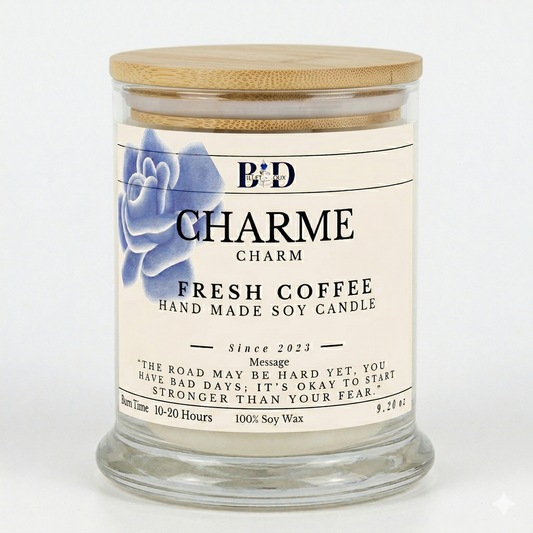 B D
CHARME
CHARM
FRESH COFFEE
HAND MADE SOY CANDLE
Since 2023
Message
"THE ROAD MAY BE HARD YET, YOU
HAVE BAD DAYS; IT'S OKAY TO START
STRONGER THAN YOUR FEAR."
Burn Time 10-20 Hours 100% Soy Wax 9.20 oz